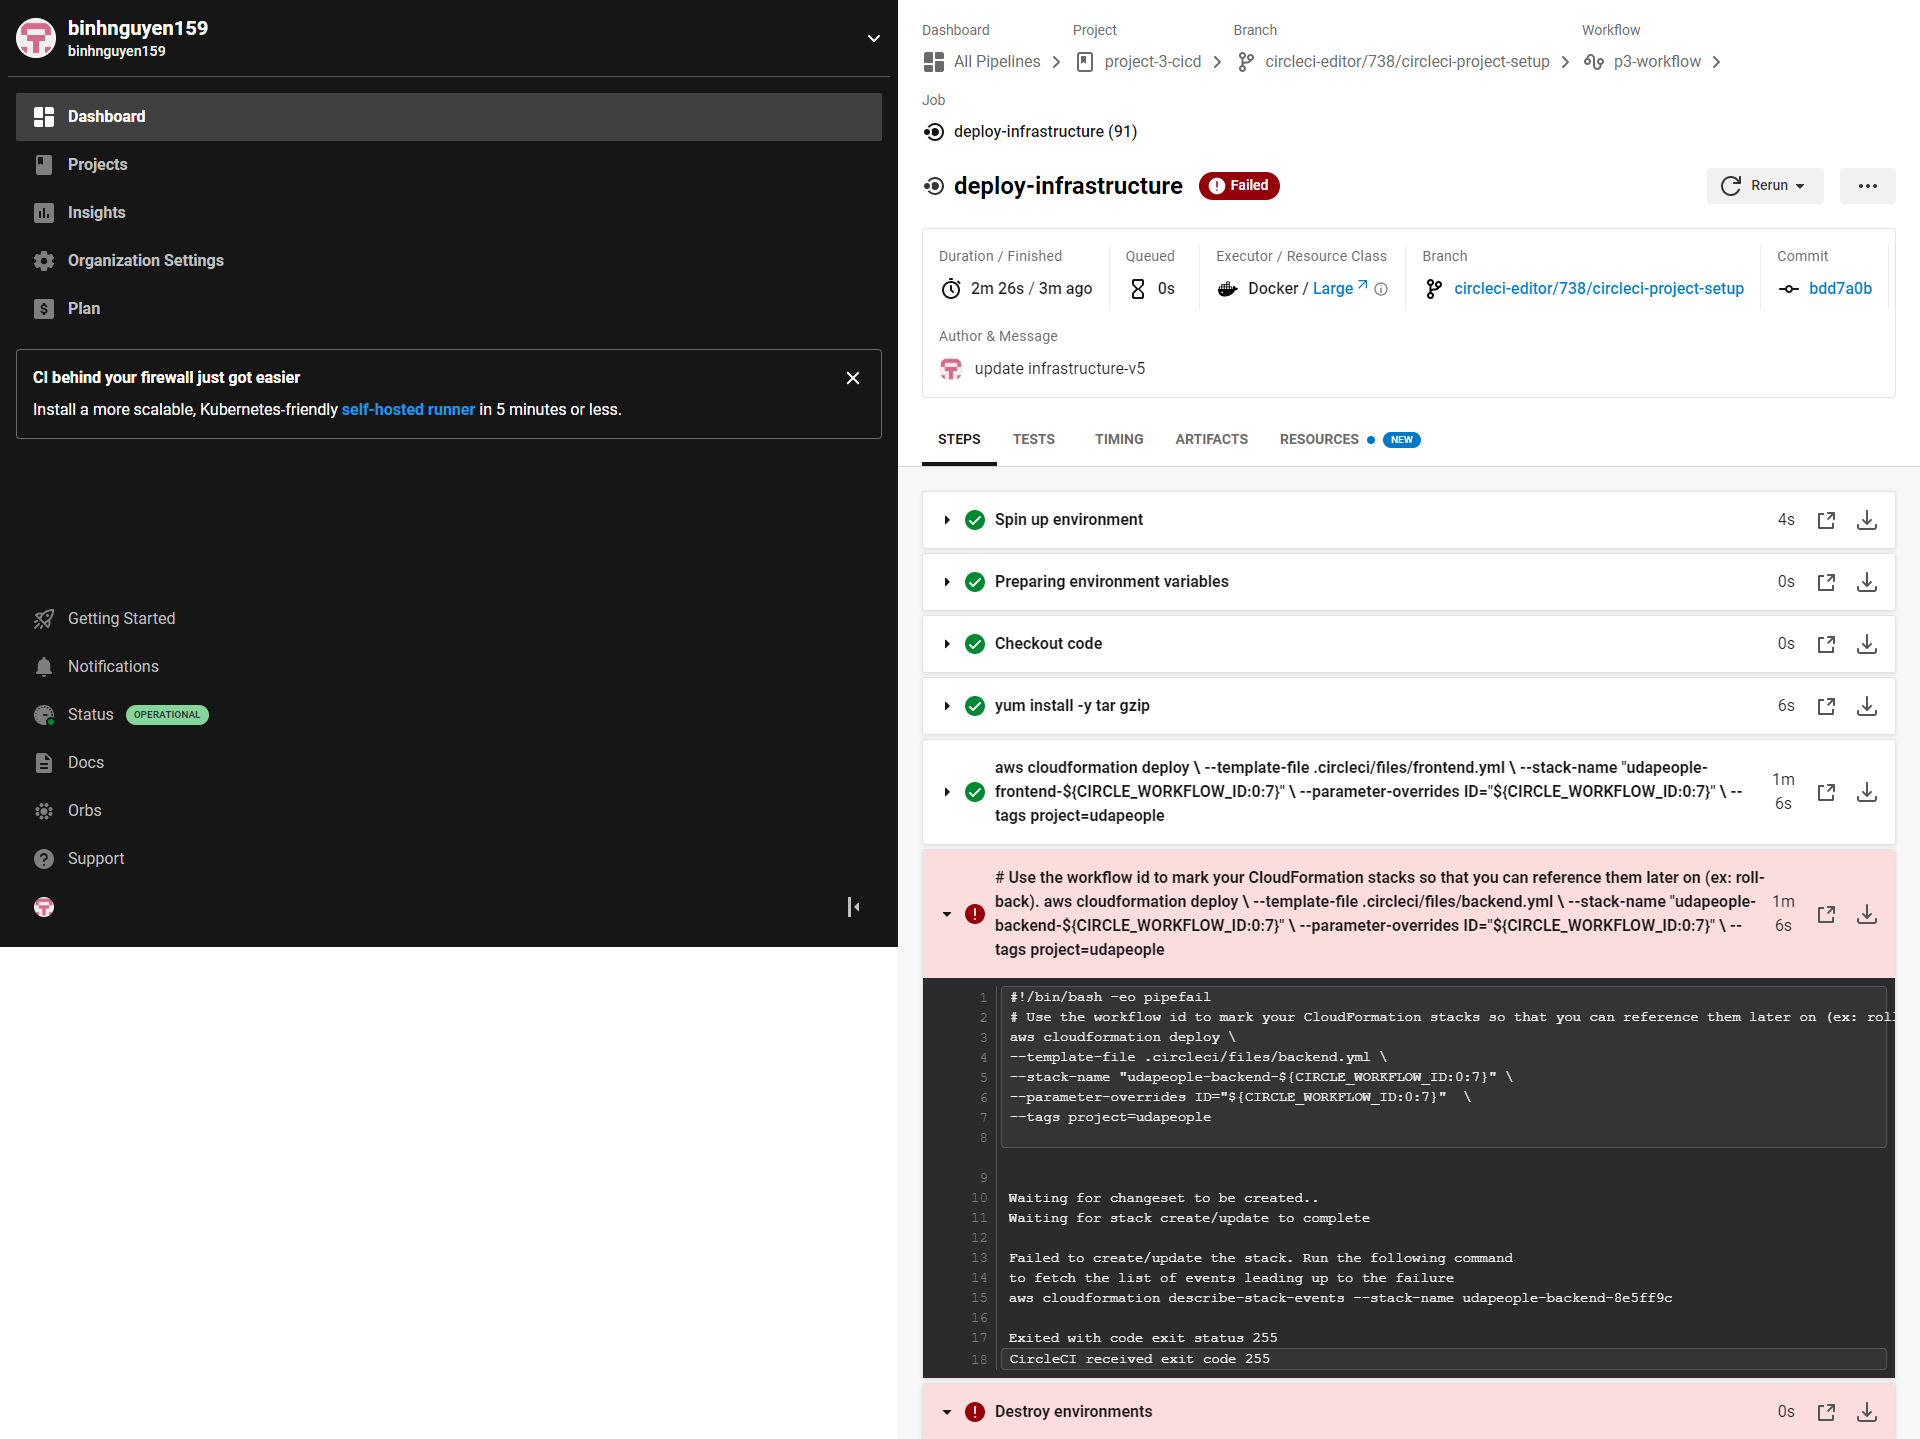 binhnguyen159
binhnguyen159
Dashboard
Projects
Insights
Organization Settings
Plan
CI behind your firewall just got easier
Install a more scalable, Kubernetes-friendly self-hosted runner in 5 minutes or less.
Getting Started
Notifications
Status OPERATIONAL
Docs
Orbs
Support
Dashboard Project Branch Workflow
All Pipelines project-3-cicd circleci-editor/738/circleci-project-setup p3-workflow
Job
deploy-infrastructure (91)
deploy-infrastructure Failed Rerun
Duration / Finished Queued Executor / Resource Class Branch Commit
2m 26s / 3m ago 0s Docker / Large circleci-editor/738/circleci-project-setup bdd7a0b
Author & Message
update infrastructure-v5
STEPS TESTS TIMING ARTIFACTS RESOURCES NEW
Spin up environment 4s
Preparing environment variables 0s
Checkout code 0s
yum install -y tar gzip 6s
aws cloudformation deploy \ --template-file .circleci/files/frontend.yml \ --stack-name "udapeople-
frontend-${CIRCLE_WORKFLOW_ID:0:7}" \ --parameter-overrides ID="${CIRCLE_WORKFLOW_ID:0:7}" \ --
tags project=udapeople
1m
6s
# Use the workflow id to mark your CloudFormation stacks so that you can reference them later on (ex: roll-
back). aws cloudformation deploy \ --template-file .circleci/files/backend.yml \ --stack-name "udapeople-
backend-${CIRCLE_WORKFLOW_ID:0:7}" \ --parameter-overrides ID="${CIRCLE_WORKFLOW_ID:0:7}" \ --
tags project=udapeople
1m
6s
1 #!/bin/bash -eo pipefail
2 # Use the workflow id to mark your CloudFormation stacks so that you can reference them later on (ex: roll
3 aws cloudformation deploy \
4 --template-file .circleci/files/backend.yml \
5 --stack-name "udapeople-backend-${CIRCLE_WORKFLOW_ID:0:7}" \
6 --parameter-overrides ID="${CIRCLE_WORKFLOW_ID:0:7}"  \
7 --tags project=udapeople
8
9
10 Waiting for changeset to be created..
11 Waiting for stack create/update to complete
12
13 Failed to create/update the stack. Run the following command
14 to fetch the list of events leading up to the failure
15 aws cloudformation describe-stack-events --stack-name udapeople-backend-8e5ff9c
16
17 Exited with code exit status 255
18 CircleCI received exit code 255
Destroy environments 0s